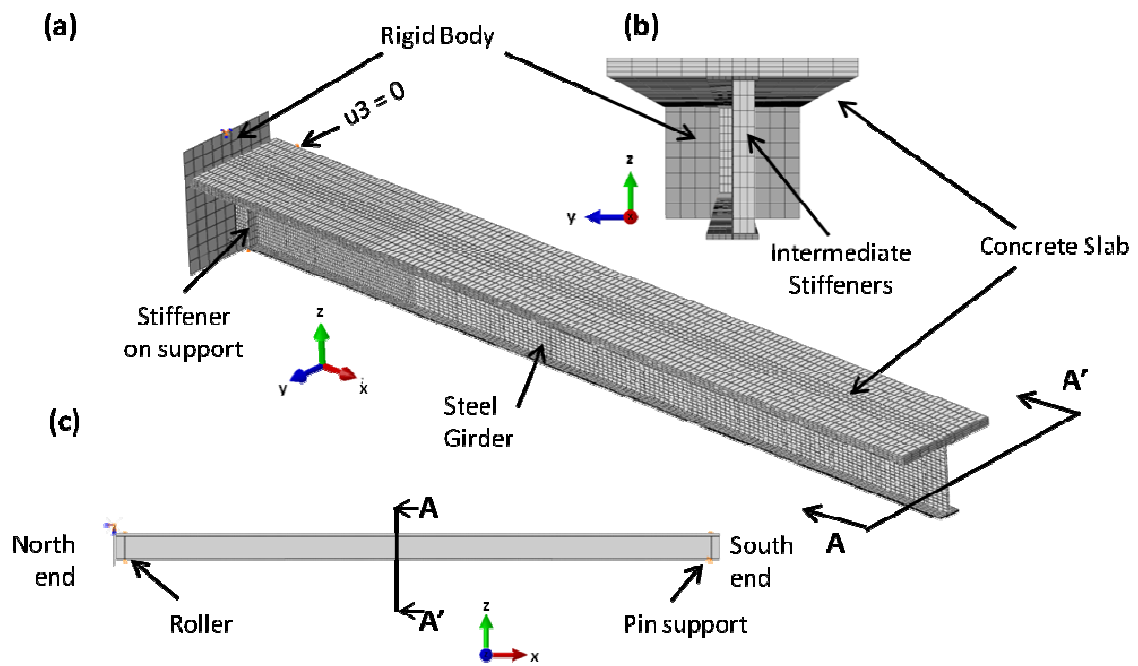 (a)
Rigid Body
(b)
u3 = 0
z
y
x
Intermediate
Stiffeners
Concrete Slab
Stiffener
on support
z
y
x
Steel
Girder
A'
A
(c)
A
North
end
South
end
Roller
A'
z
x
Pin support